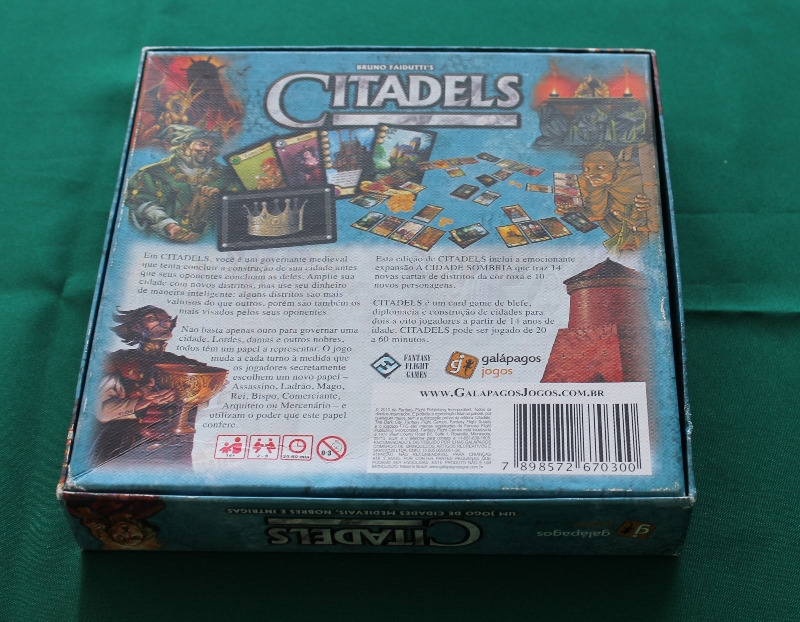 BRUNO FAIDUTTI'S
CITADELS
Em CITADELS, você é um governante medieval
que tenta concluir a construção de sua cidade antes
que seus oponentes concluam as deles. Amplie sua
cidade com novos distritos, mas use seu dinheiro
de maneira inteligente: alguns distritos são mais
valiosos do que outros, porém são também os
mais visados pelos seus oponentes.
Não basta apenas ouro para governar uma
cidade. Lordes, damas e outros nobres,
todos têm um papel a representar. O jogo
muda a cada turno à medida que
os jogadores secretamente
escolhem um novo papel –
Assassino, Ladrão, Mago,
Rei, Bispo, Comerciante,
Arquiteto ou Mercenário – e
utilizam o poder que este papel
confere.
Esta edição de CITADELS inclui a emocionante
expansão A CIDADE SOMBRIA que traz 14
novas cartas de distritos da cor roxa e 10
novos personagens.
CITADELS é um card game de blefe,
diplomacia e construção de cidades para
dois a oito jogadores a partir de 14 anos de
idade. CITADELS pode ser jogado de 20
a 60 minutos.
FANTASY
FLIGHT
GAMES
galápagos
jogos
WWW.GALAPAGOSJOGOS.COM.BR
14+
2 - 8
20-60 min
0-3
7 898572 670300
UM JOGO DE CIDADES MEDIEVAIS, NOBRES E INTRIGAS
CITADELS
galápagos